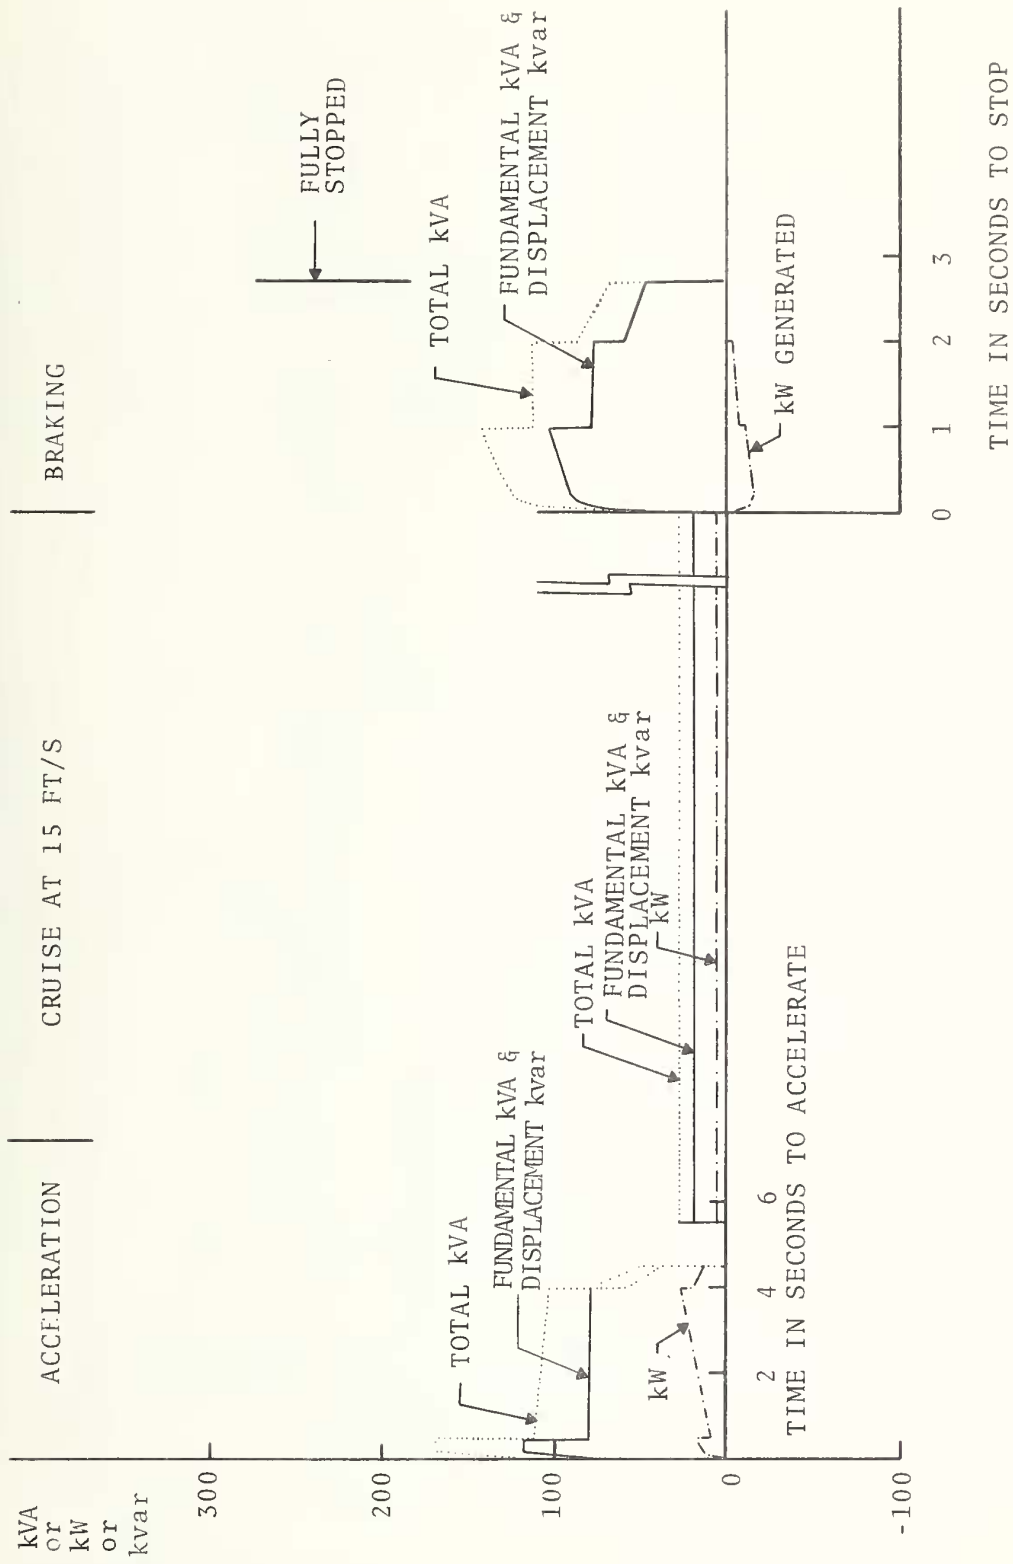 kVA
or
kW
or
kvar
ACCELERATION
CRUISE AT 15 FT/S
BRAKING
300
200
100
0
-100
TOTAL kVA
FUNDAMENTAL kVA &
DISPLACEMENT kvar
kW
2
4
6
TIME IN SECONDS TO ACCELERATE
TOTAL kVA
FUNDAMENTAL kVA &
DISPLACEMENT kvar
kW
FULLY
STOPPED
TOTAL kVA
FUNDAMENTAL kVA &
DISPLACEMENT kvar
kW GENERATED
0
1
2
3
TIME IN SECONDS TO STOP